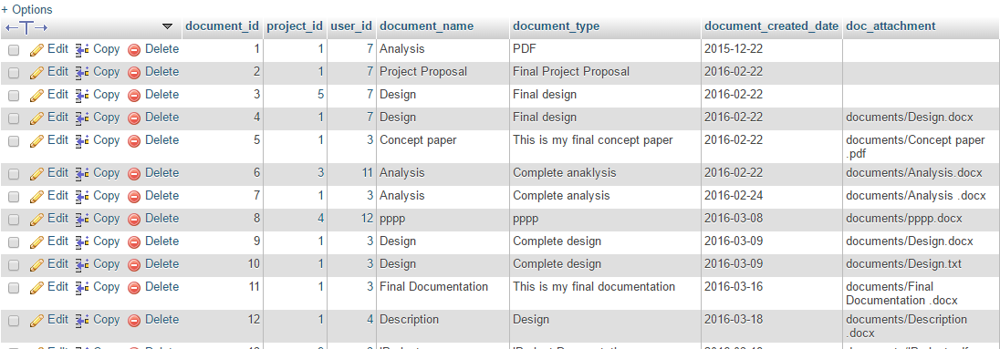 + Options
document_id project_id user_id document_name document_type document_created_date doc_attachment
Edit Copy Delete 1 1 7 Analysis PDF 2015-12-22
Edit Copy Delete 2 1 7 Project Proposal Final Project Proposal 2016-02-22
Edit Copy Delete 3 5 7 Design Final design 2016-02-22
Edit Copy Delete 4 1 7 Design Final design 2016-02-22 documents/Design.docx
Edit Copy Delete 5 1 3 Concept paper This is my final concept paper 2016-02-22 documents/Concept paper
.pdf
Edit Copy Delete 6 3 11 Analysis Complete anaklysis 2016-02-22 documents/Analysis.docx
Edit Copy Delete 7 1 3 Analysis Complete analysis 2016-02-24 documents/Analysis .docx
Edit Copy Delete 8 4 12 pppp pppp 2016-03-08 documents/pppp.docx
Edit Copy Delete 9 1 3 Design Complete design 2016-03-09 documents/Design.docx
Edit Copy Delete 10 1 3 Design Complete design 2016-03-09 documents/Design.txt
Edit Copy Delete 11 1 3 Final Documentation This is my final documentation 2016-03-16 documents/Final
Documentation .docx
Edit Copy Delete 12 1 4 Description Design 2016-03-18 documents/Description
.docx